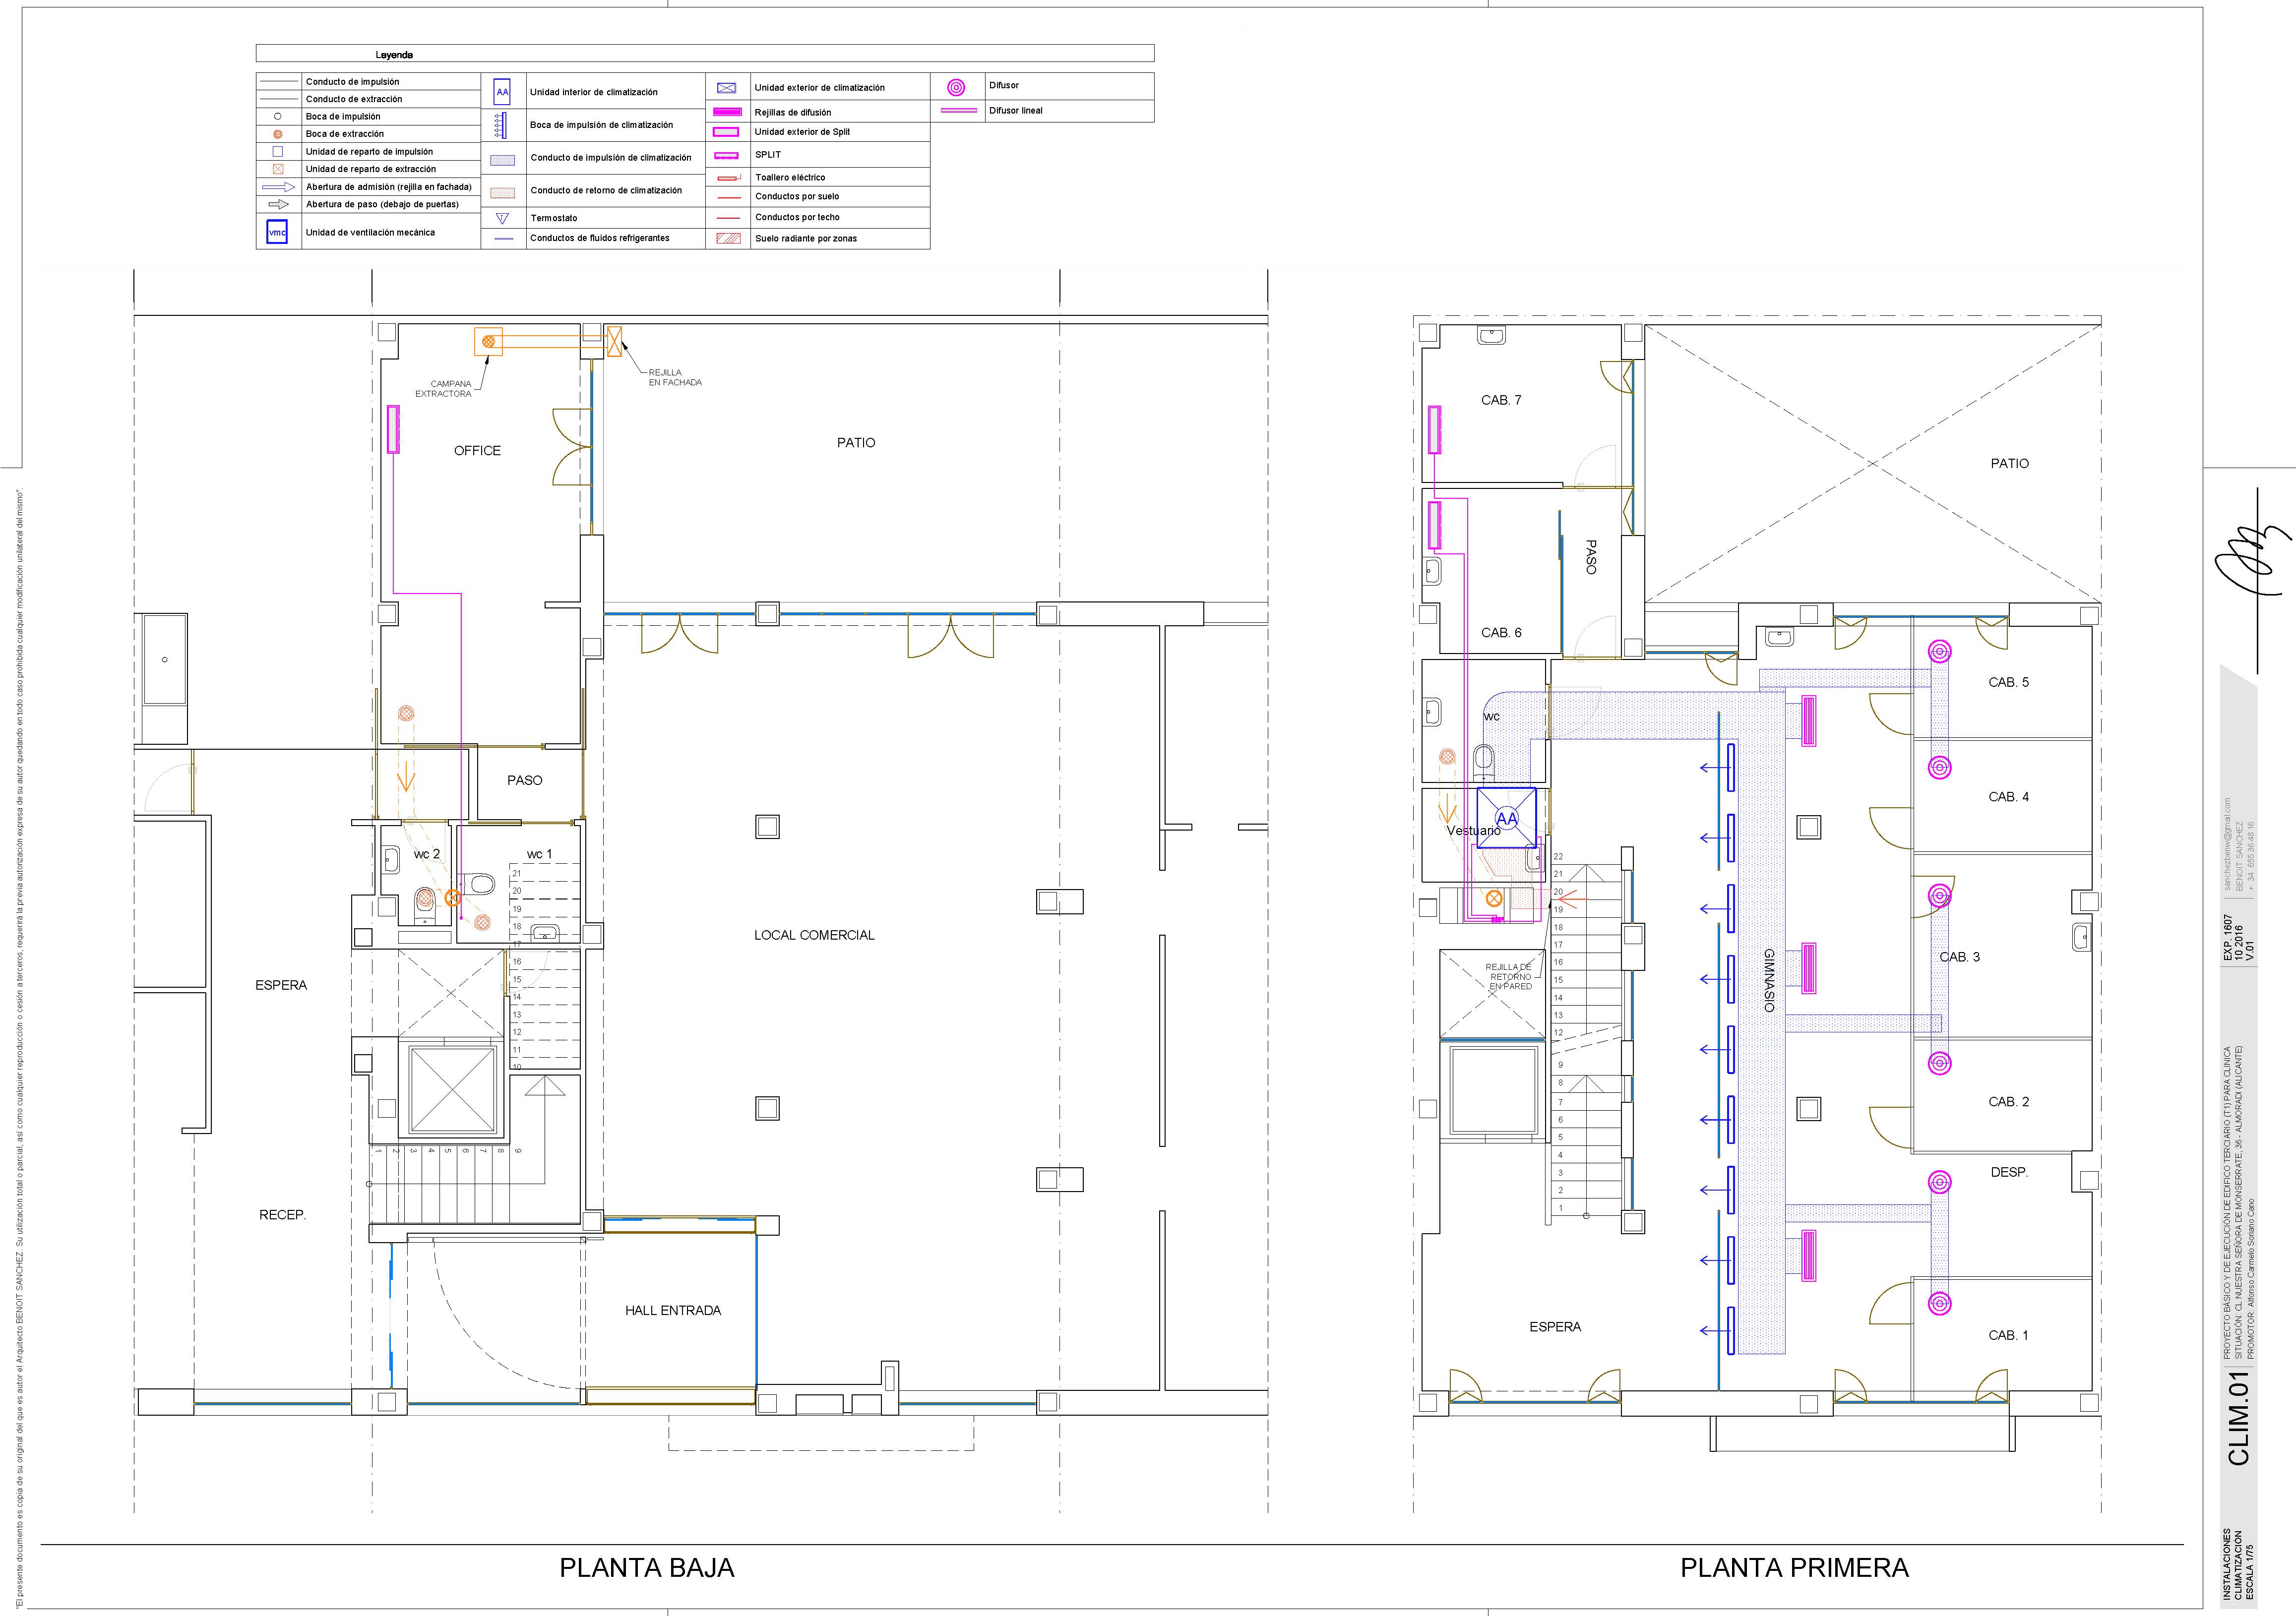 Leyenda
Conducto de impulsión
Conducto de extracción
Boca de impulsión
Boca de extracción
Unidad de reparto de impulsión
Unidad de reparto de extracción
Abertura de admisión (rejilla en fachada)
Abertura de paso (debajo de puertas)
vmc
Unidad de ventilación mecánica
AA
Unidad interior de climatización
Boca de impulsión de climatización
Conducto de impulsión de climatización
Conducto de retorno de climatización
T
Termostato
Conductos de fluidos refrigerantes
Unidad exterior de climatización
Rejillas de difusión
Unidad exterior de Split
SPLIT
Toallero eléctrico
Conductos por suelo
Conductos por techo
Suelo radiante por zonas
Difusor
Difusor lineal
CAMPANA
EXTRACTORA
REJILLA
EN FACHADA
OFFICE
PATIO
PASO
wc 2
wc 1
21
20
19
18
17
16
15
14
13
12
11
10
1
2
3
4
5
6
7
8
9
ESPERA
RECEP.
LOCAL COMERCIAL
HALL ENTRADA
PLANTA BAJA
CAB. 7
PATIO
PASO
CAB. 6
wc
AA
Vestuario
CAB. 5
CAB. 4
CAB. 3
CAB. 2
DESP.
CAB. 1
GIMNASIO
REJILLA DE
RETORNO
EN PARED
22
21
20
19
18
17
16
15
14
13
12
9
8
7
6
5
4
3
2
1
ESPERA
PLANTA PRIMERA
"El presente documento es copia de su original del que es autor el Arquitecto BENOIT SANCHEZ. Su utilización total o parcial, así como cualquier reproducción o cesión a terceros, requerirá la previa autorización expresa de su autor quedando en todo caso prohibida cualquier modificación unilateral del mismo".
sanchezbenw@gmail.com
BENOIT SANCHEZ
+ 34 655 36 48 16
EXP. 1607
10.2016
V.01
PROYECTO BÁSICO Y DE EJECUCIÓN DE EDIFICO TERCIARIO (T1) PARA CLINICA
SITUACIÓN: CL NUESTRA SEÑORA DE MONSERRATE, 36 - ALMORADI (ALICANTE)
PROMOTOR: Alfonso Carmelo Soriano Cano
CLIM.01
INSTALACIONES
CLIMATIZACION
ESCALA 1/75